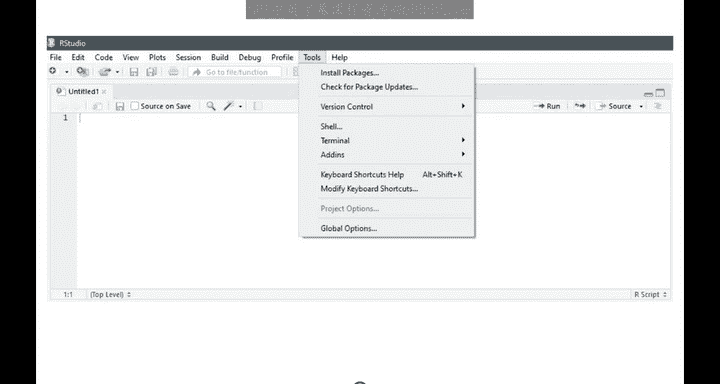 RStudio
File Edit Code View Plots Session Build Debug Profile Tools Help
Go to file/function
Untitled1
Source on Save
Run
Source
1
Install Packages...
Check for Package Updates...
Version Control
Shell...
Terminal
Addins
Keyboard Shortcuts Help Alt+Shift+K
Modify Keyboard Shortcuts...
Project Options...
Global Options...
1:1 (Top Level) R Script